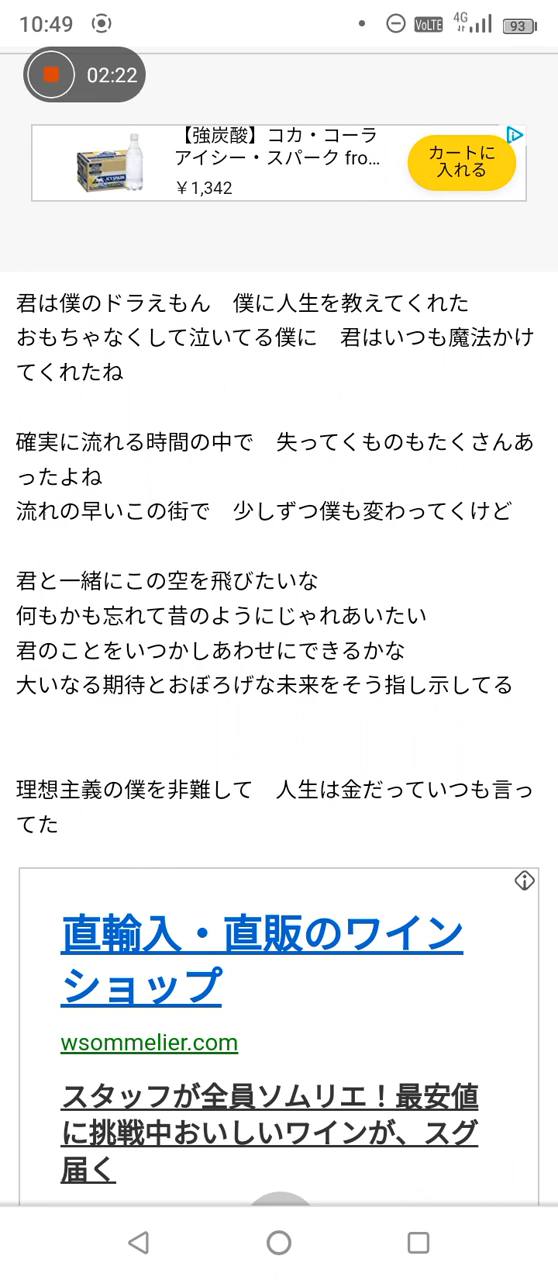 10:49
VoLTE
4G
93
02:22
【強炭酸】コカ・コーラ
アイシー・スパーク fro...
￥1,342
カートに
入れる
君は僕のドラえもん　僕に人生を教えてくれた
おもちゃなくして泣いてる僕に　君はいつも魔法かけ
てくれたね
確実に流れる時間の中で　失ってくものもたくさんあ
ったよね
流れの早いこの街で　少しずつ僕も変わってくけど
君と一緒にこの空を飛びたいな
何もかも忘れて昔のようにじゃれあいたい
君のことをいつかしあわせにできるかな
大いなる期待とおぼろげな未来をそう指し示してる
理想主義の僕を非難して　人生は金だっていつも言っ
てた
直輸入・直販のワイン
ショップ
wsommelier.com
スタッフが全員ソムリエ！最安値
に挑戦中おいしいワインが、スグ
届く